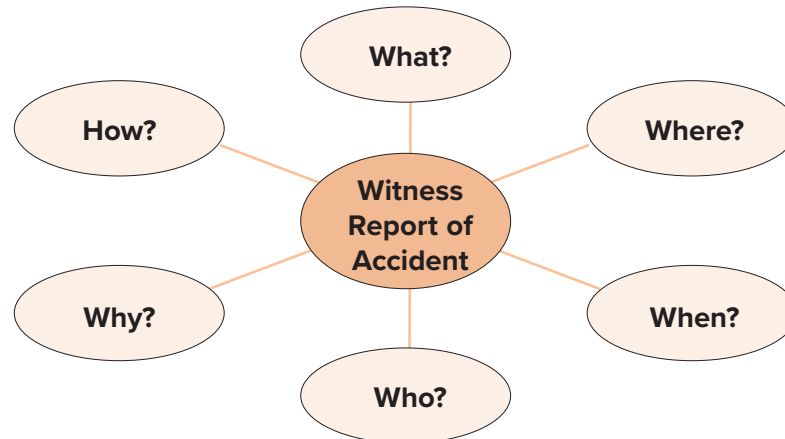 What?
How?
Where?
Witness
Report of
Accident
Why?
When?
Who?